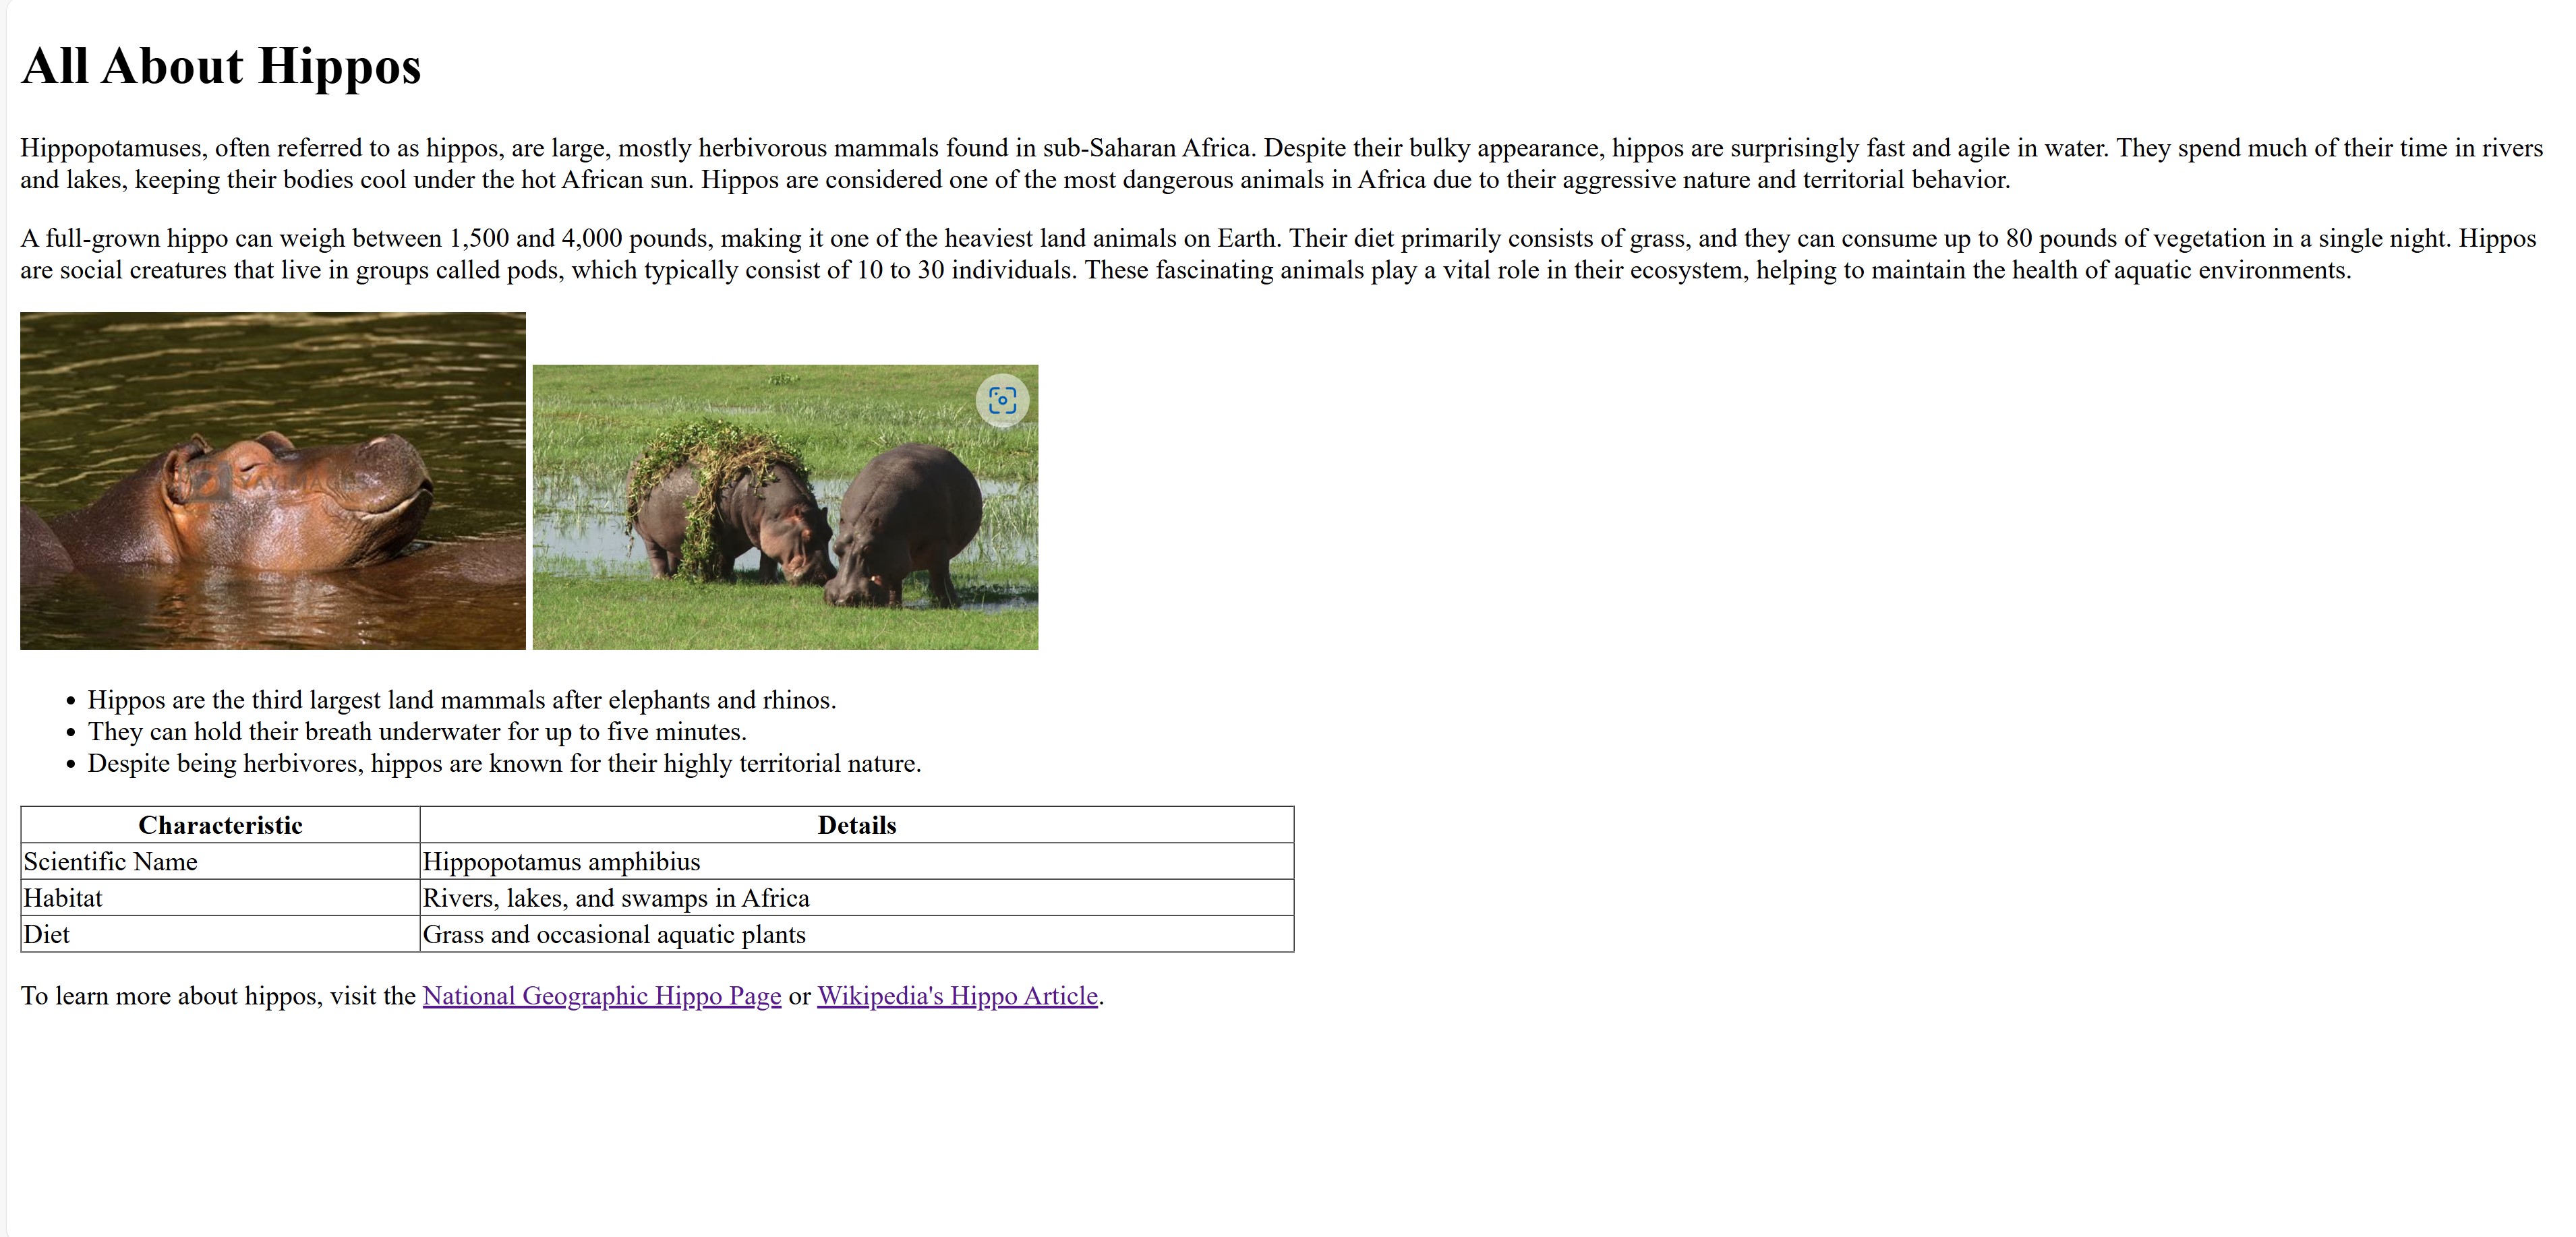 All About Hippos
Hippopotamuses, often referred to as hippos, are large, mostly herbivorous mammals found in sub-Saharan Africa. Despite their bulky appearance, hippos are surprisingly fast and agile in water. They spend much of their time in rivers
and lakes, keeping their bodies cool under the hot African sun. Hippos are considered one of the most dangerous animals in Africa due to their aggressive nature and territorial behavior.
A full-grown hippo can weigh between 1,500 and 4,000 pounds, making it one of the heaviest land animals on Earth. Their diet primarily consists of grass, and they can consume up to 80 pounds of vegetation in a single night. Hippos
are social creatures that live in groups called pods, which typically consist of 10 to 30 individuals. These fascinating animals play a vital role in their ecosystem, helping to maintain the health of aquatic environments.
• Hippos are the third largest land mammals after elephants and rhinos.
• They can hold their breath underwater for up to five minutes.
• Despite being herbivores, hippos are known for their highly territorial nature.
Characteristic Details
Scientific Name Hippopotamus amphibius
Habitat Rivers, lakes, and swamps in Africa
Diet Grass and occasional aquatic plants
To learn more about hippos, visit the National Geographic Hippo Page or Wikipedia's Hippo Article.